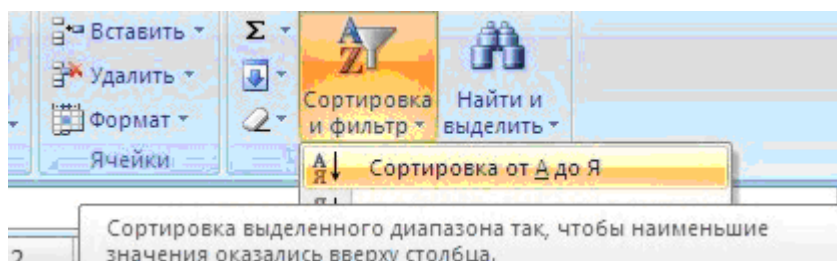 Вставить
Удалить
Формат
Ячейки
Σ
Сортировка
и фильтр
Найти и
выделить
Сортировка от А до Я
Сортировка выделенного диапазона так, чтобы наименьшие
значения оказались вверху столбца.
2